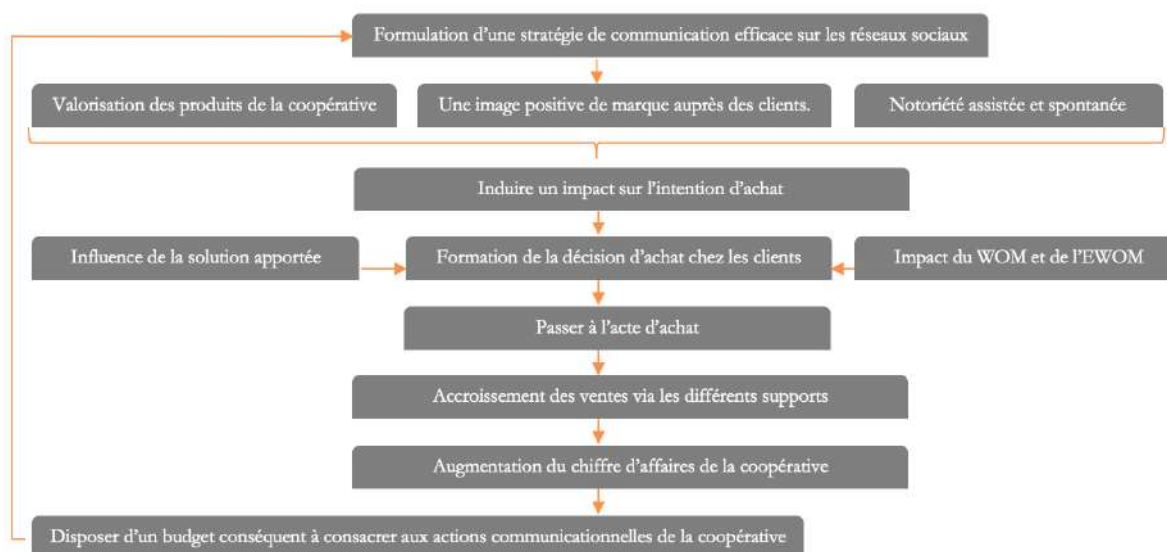 Formulation d'une stratégie de communication efficace sur les réseaux sociaux
Valorisation des produits de la coopérative
Une image positive de marque auprès des clients.
Notoriété assistée et spontanée
Induire un impact sur l'intention d'achat
Influence de la solution apportée
Formation de la décision d'achat chez les clients
Impact du WOM et de l'EWOM
Passer à l'acte d'achat
Accroissement des ventes via les différents supports
Augmentation du chiffre d'affaires de la coopérative
Disposer d'un budget conséquent à consacrer aux actions communicationnelles de la coopérative